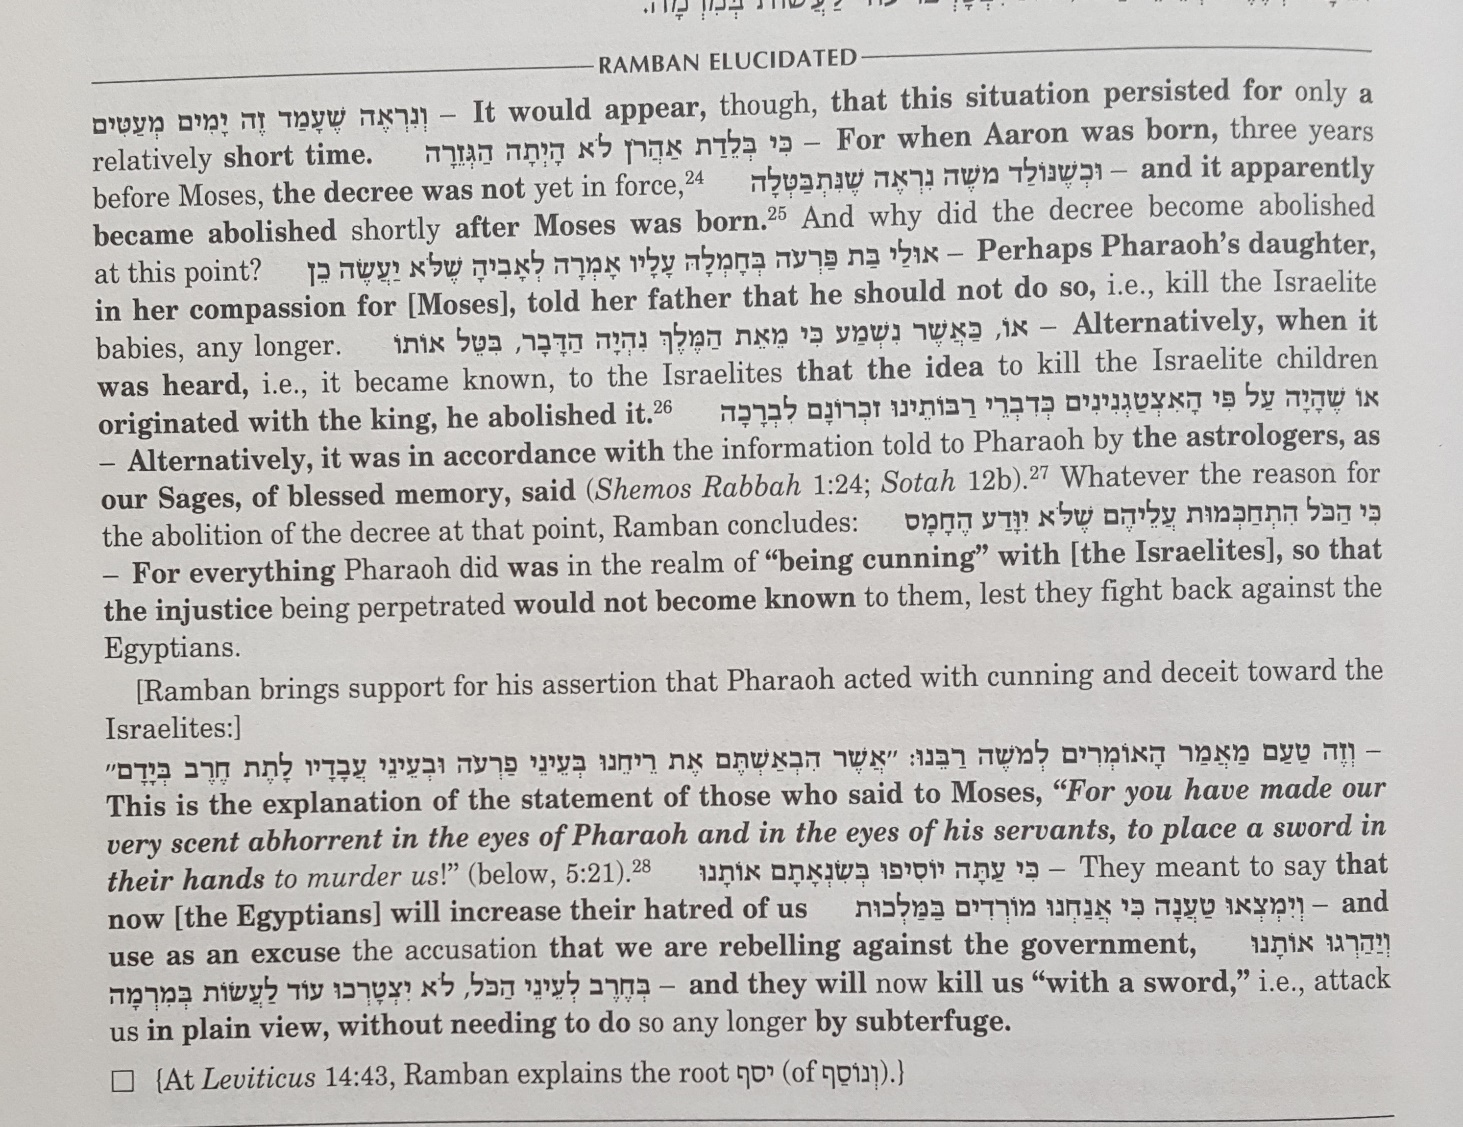 RAMBAN ELUCIDATED
וְנִרְאֶה שֶׁעָמַד זֶה יָמִים מְעַטִּים – It would appear, though, that this situation persisted for only a
relatively short time. כִּי בְּלֵדַת אַהֲרֹן לֹא הָיְתָה הַגְּזֵרָה – For when Aaron was born, three years
before Moses, the decree was not yet in force,24 וּכְשֶׁנּוֹלַד משֶׁה נִרְאֶה שֶׁנִּתְבַּטְּלָה – and it apparently
became abolished shortly after Moses was born.25 And why did the decree become abolished
at this point? אוּלַי בַּת פַּרְעֹה בְּחֶמְלָהּ עָלָיו אָמְרָה לְאָבִיהָ שֶׁלֹּא יַעֲשֶׂה כֵן – Perhaps Pharaoh's daughter,
in her compassion for [Moses], told her father that he should not do so, i.e., kill the Israelite
babies, any longer. אוֹ, כַּאֲשֶׁר נִשְׁמַע כִּי מֵאֵת הַמֶּלֶךְ נִהְיָה הַדָּבָר, בִּטֵּל אוֹתוֹ – Alternatively, when it
was heard, i.e., it became known, to the Israelites that the idea to kill the Israelite children
originated with the king, he abolished it.26 אוֹ שֶׁהָיָה עַל פִּי הָאִצְטַגְנִינִים כְּדִבְרֵי רַבּוֹתֵינוּ זִכְרוֹנָם לִבְרָכָה
– Alternatively, it was in accordance with the information told to Pharaoh by the astrologers, as
our Sages, of blessed memory, said (Shemos Rabbah 1:24; Sotah 12b).27 Whatever the reason for
the abolition of the decree at that point, Ramban concludes: כִּי הַכֹּל הִתְחַכְּמוּת עֲלֵיהֶם שֶׁלֹּא יִוָּדַע הֶחָמָס
– For everything Pharaoh did was in the realm of “being cunning” with [the Israelites], so that
the injustice being perpetrated would not become known to them, lest they fight back against the
Egyptians.
[Ramban brings support for his assertion that Pharaoh acted with cunning and deceit toward the
Israelites:]
וְזֶה טַעַם מַאֲמַר הָאוֹמְרִים לְמשֶׁה רַבֵּנוּ: ״אֲשֶׁר הִבְאַשְׁתֶּם אֶת רֵיחֵנוּ בְּעֵינֵי פַרְעֹה וּבְעֵינֵי עֲבָדָיו לָתֶת חֶרֶב בְּיָדָם״ –
This is the explanation of the statement of those who said to Moses, “For you have made our
very scent abhorrent in the eyes of Pharaoh and in the eyes of his servants, to place a sword in
their hands to murder us!” (below, 5:21).28 כִּי עַתָּה יוֹסִיפוּ בְּשִׂנְאָתָם אוֹתָנוּ – They meant to say that
now [the Egyptians] will increase their hatred of us וְיִמְצְאוּ טַעֲנָה כִּי אֲנַחְנוּ מוֹרְדִים בַּמַּלְכוּת – and
use as an excuse the accusation that we are rebelling against the government, וְיַהַרְגוּ אוֹתָנוּ
בְּחֶרֶב לְעֵינֵי הַכֹּל, לֹא יִצְטָרְכוּ עוֹד לַעֲשׂוֹת בְּמִרְמָה – and they will now kill us “with a sword,” i.e., attack
us in plain view, without needing to do so any longer by subterfuge.
□ {At Leviticus 14:43, Ramban explains the root יסף (of וְנוֹסַף).}